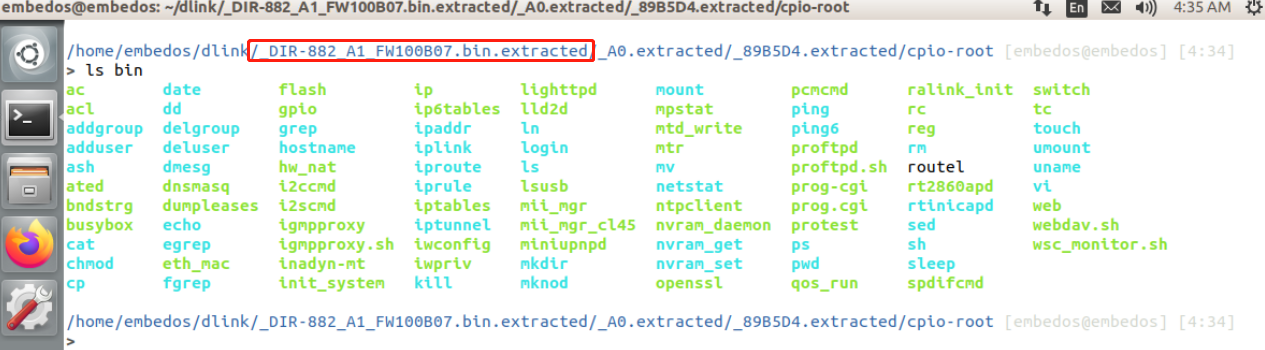 embedos@embedos: ~/dlink/_DIR-882_A1_FW100B07.bin.extracted/_A0.extracted/_89B5D4.extracted/cpio-root En 4:35 AM
/home/embedos/dlink/_DIR-882_A1_FW100B07.bin.extracted/_A0.extracted/_89B5D4.extracted/cpio-root [embedos@embedos] [4:34]
> ls bin
ac date flash ip lighttpd mount pcmcmd ralink_init switch
acl dd gpio ip6tables lld2d mpstat ping rc tc
addgroup delgroup grep ipaddr ln mtd_write ping6 reg touch
adduser deluser hostname iplink login mtr proftpd rm umount
ash dmesg hw_nat iproute ls mv proftpd.sh routel uname
ated dnsmasq i2ccmd iprule lsusb netstat prog-cgi rt2860apd vi
bndstrg dumpleases i2scmd iptables mii_mgr ntpclient prog.cgi rtinicapd web
busybox echo igmpproxy iptunnel mii_mgr_cl45 nvram_daemon protest sed webdav.sh
cat egrep igmpproxy.sh iwconfig miniupnpd nvram_get ps sh wsc_monitor.sh
chmod eth_mac inadyn-mt iwpriv mkdir nvram_set pwd sleep
cp fgrep init_system kill mknod openssl qos_run spdifcmd
/home/embedos/dlink/_DIR-882_A1_FW100B07.bin.extracted/_A0.extracted/_89B5D4.extracted/cpio-root [embedos@embedos] [4:34]
>